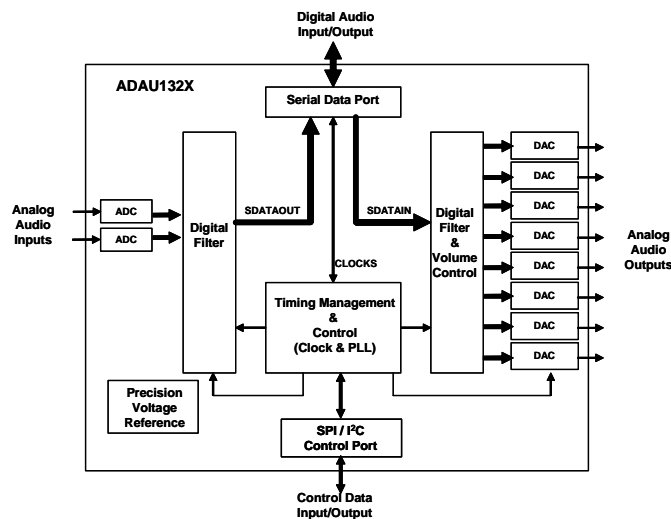 Digital Audio
Input/Output
ADAU132X
Serial Data Port
Analog
Audio
Inputs
ADC
ADC
Digital
Filter
SDATAOUT
SDATAIN
CLOCKS
Digital
Filter
&
Volume
Control
DAC
DAC
DAC
DAC
DAC
DAC
DAC
DAC
Analog
Audio
Outputs
Timing Management
&
Control
(Clock & PLL)
Precision
Voltage
Reference
SPI / I²C
Control Port
Control Data
Input/Output